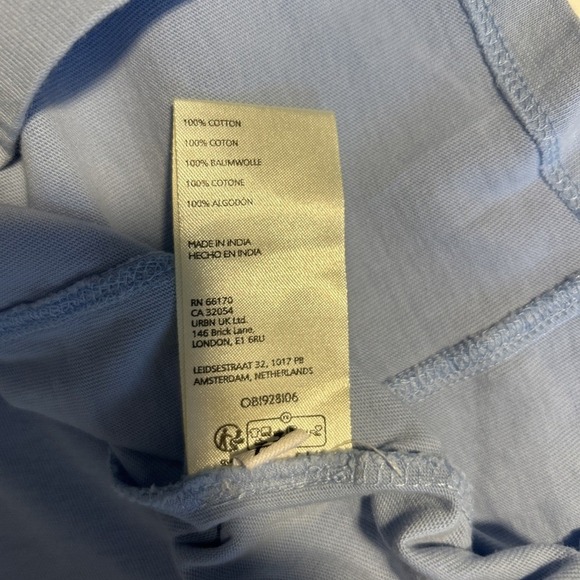 100% COTTON
100% COTON
100% BAUMWOLLE
100% COTONE
100% ALGODÓN
MADE IN INDIA
HECHO EN INDIA
RN 66170
CA 32054
URBN UK Ltd.
146 Brick Lane,
LONDON, E1 6RU
LEIDSESTRAAT 32, 1017 PB
AMSTERDAM, NETHERLANDS
OB1928106